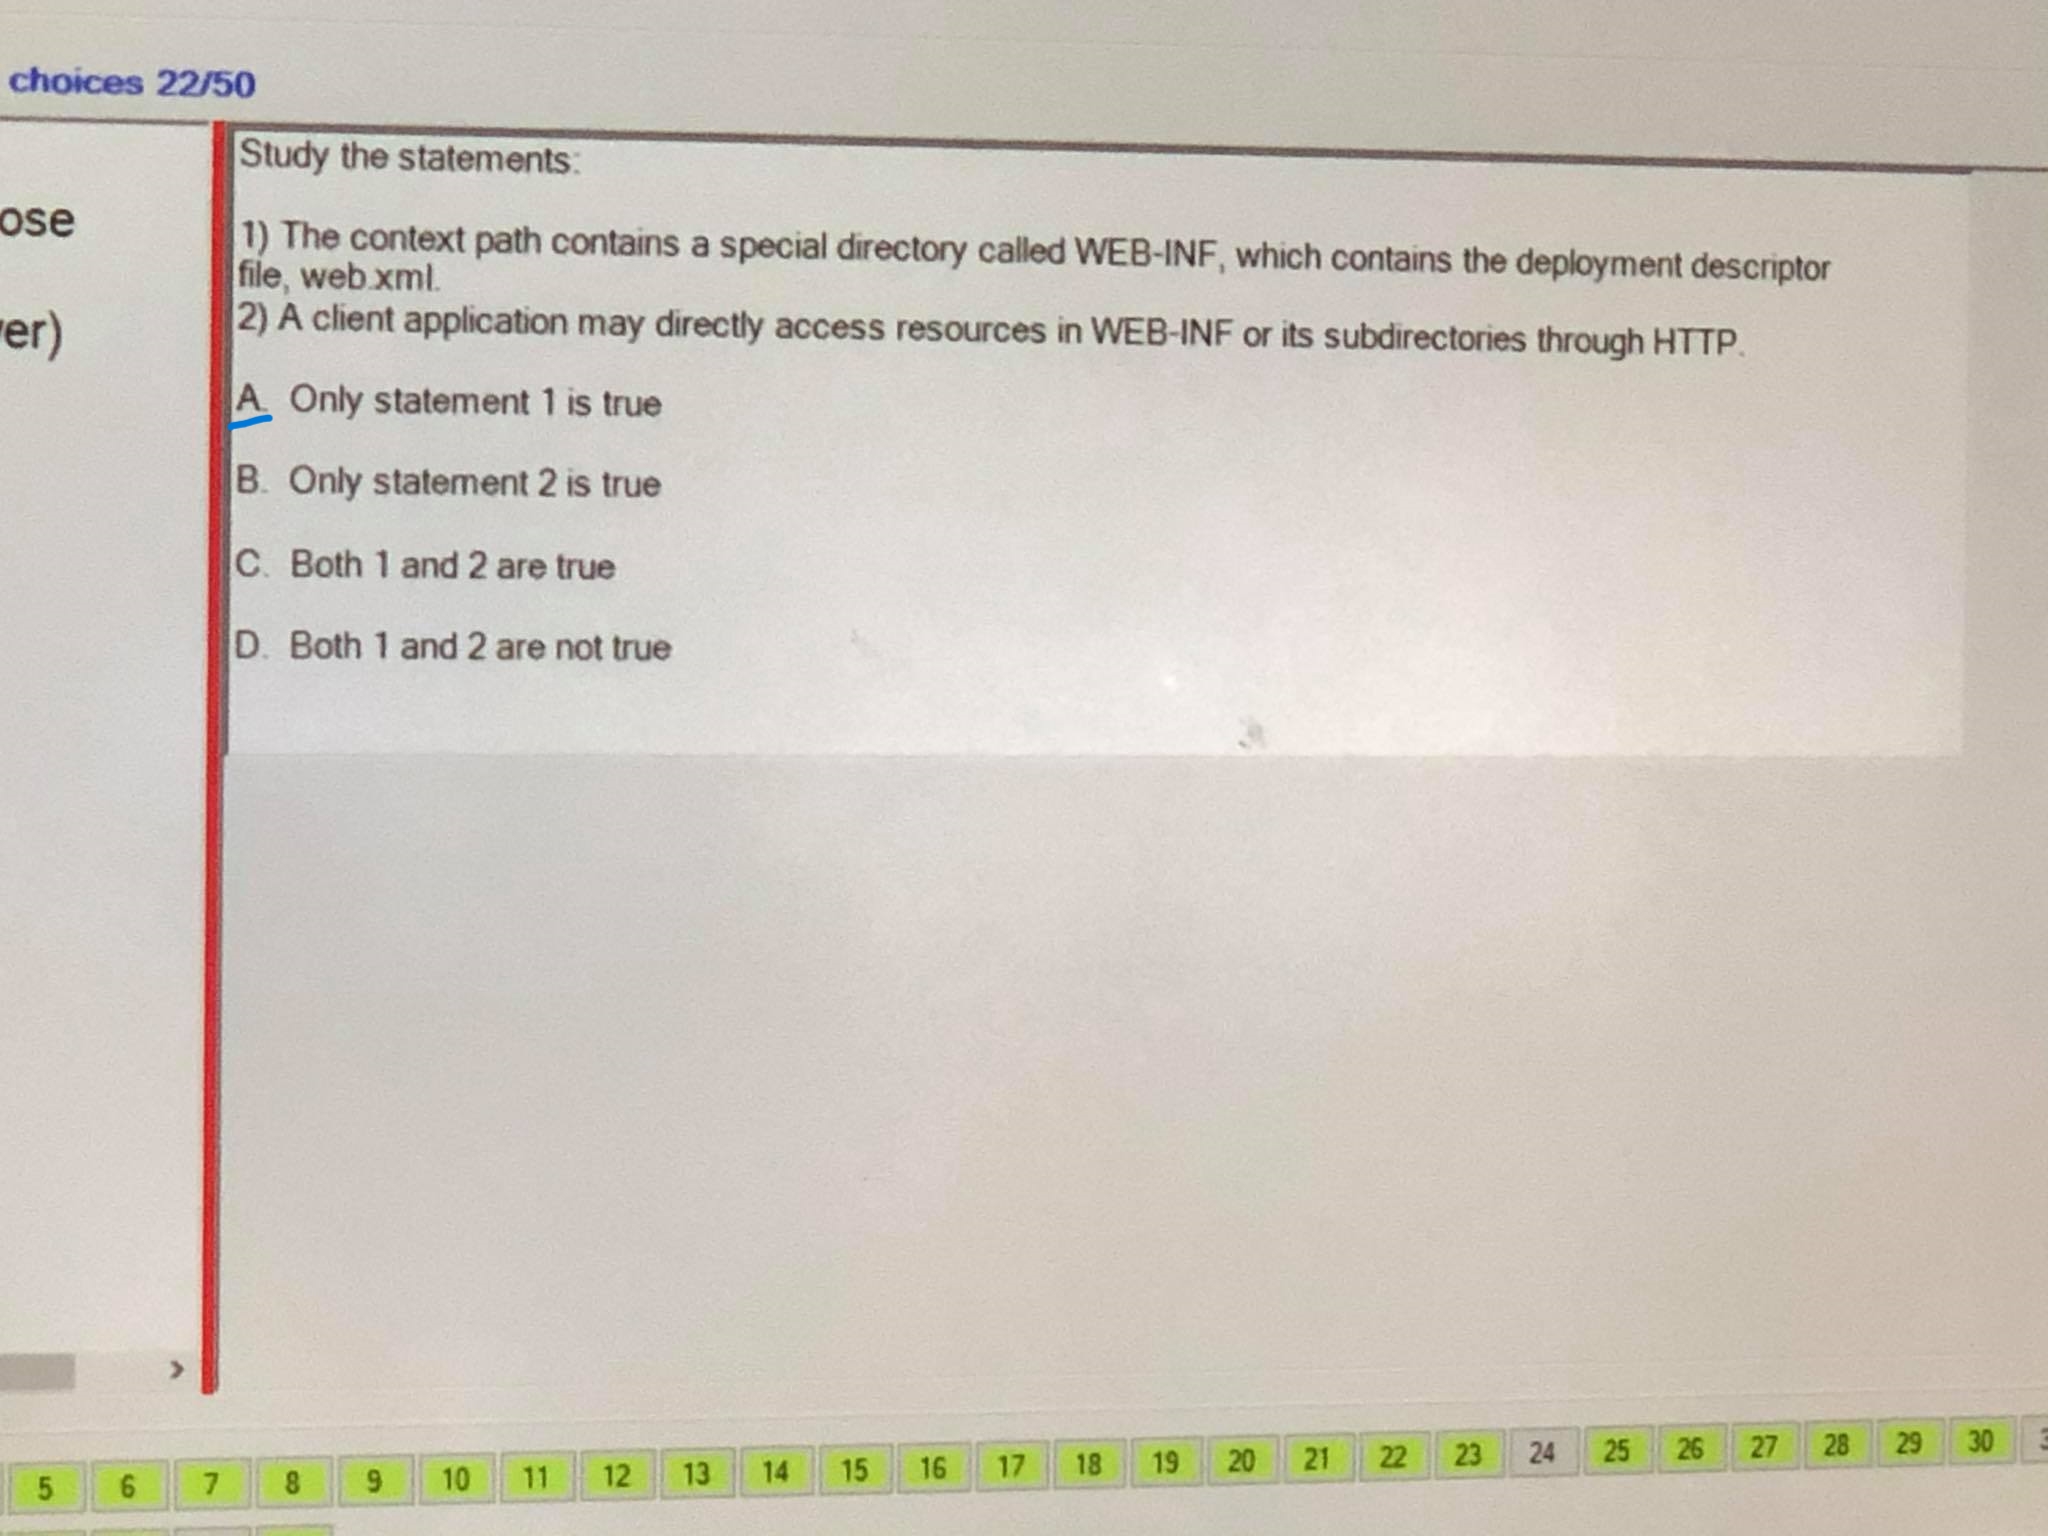 choices 22/50
Study the statements:
ose
1) The context path contains a special directory called WEB-INF, which contains the deployment descriptor
file, web.xml.
er)
2) A client application may directly access resources in WEB-INF or its subdirectories through HTTP.
A. Only statement 1 is true
B. Only statement 2 is true
C. Both 1 and 2 are true
D. Both 1 and 2 are not true
5 6 7 8 9 10 11 12 13 14 15 16 17 18 19 20 21 22 23 24 25 26 27 28 29 30